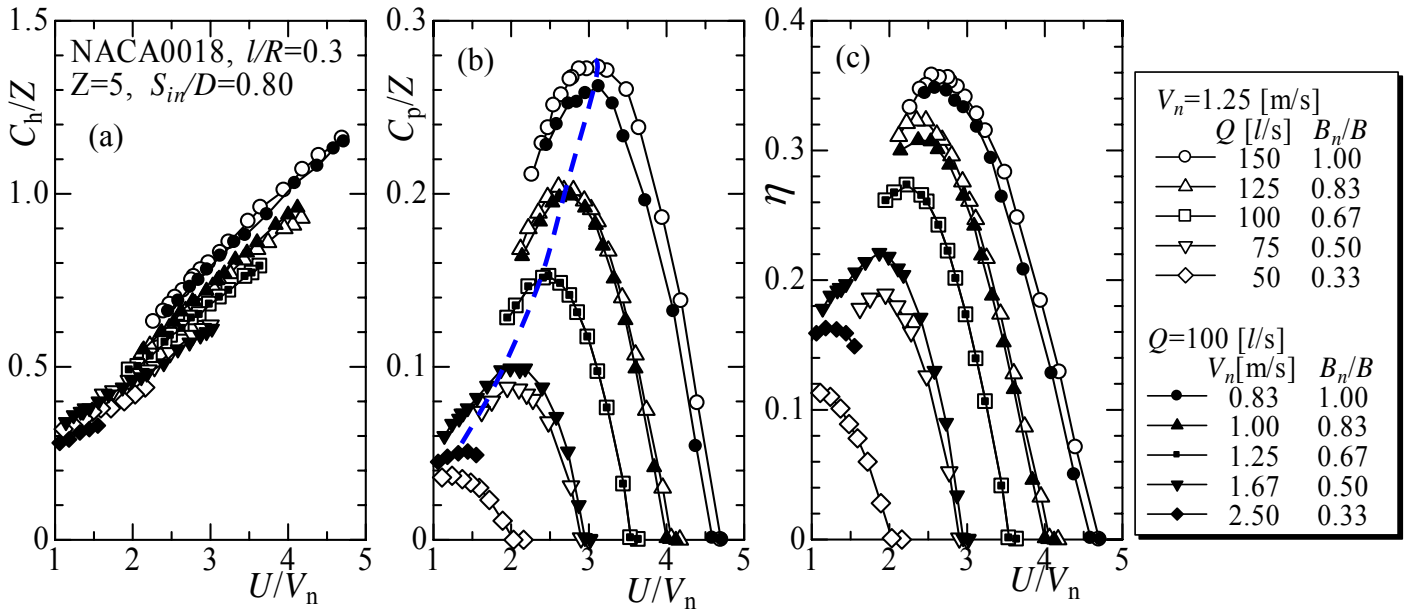 NACA0018, l/R=0.3
Z=5, S_in/D=0.80
(a)
C_h/Z
1.5
1.0
0.5
0
1 2 3 4 5
U/V_n
(b)
C_p/Z
0.3
0.2
0.1
0
1 2 3 4 5
U/V_n
(c)
η
0.4
0.3
0.2
0.1
0
1 2 3 4 5
U/V_n
V_n=1.25 [m/s]
Q [l/s] B_n/B
150 1.00
125 0.83
100 0.67
75 0.50
50 0.33
Q=100 [l/s]
V_n[m/s] B_n/B
0.83 1.00
1.00 0.83
1.25 0.67
1.67 0.50
2.50 0.33